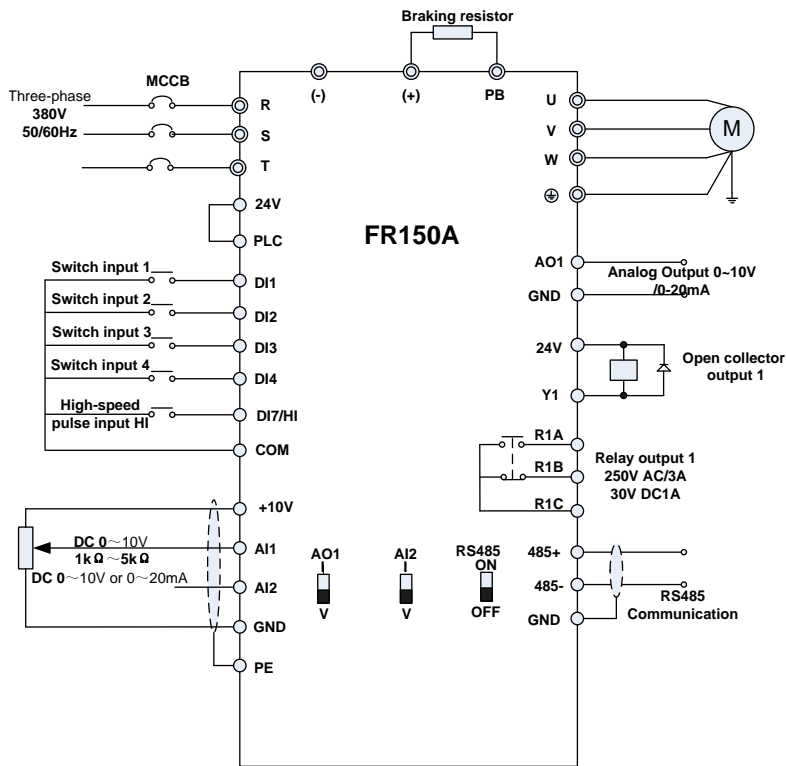 Braking resistor
MCCB
(-)
(+)
PB
Three-phase
380V
50/60Hz
R
S
T
U
V
W
M
24V
PLC
FR150A
Switch input 1
DI1
Switch input 2
DI2
Switch input 3
DI3
Switch input 4
DI4
High-speed
pulse input HI
DI7/HI
COM
AO1
Analog Output 0~10V
/0-20mA
GND
24V
Open collector
output 1
Y1
R1A
R1B
R1C
Relay output 1
250V AC/3A
30V DC1A
+10V
DC 0～10V
1kΩ～5kΩ
AI1
DC 0～10V or 0～20mA
AI2
GND
PE
AO1
I
V
AI2
I
V
RS485
ON
OFF
485+
485-
GND
RS485
Communication